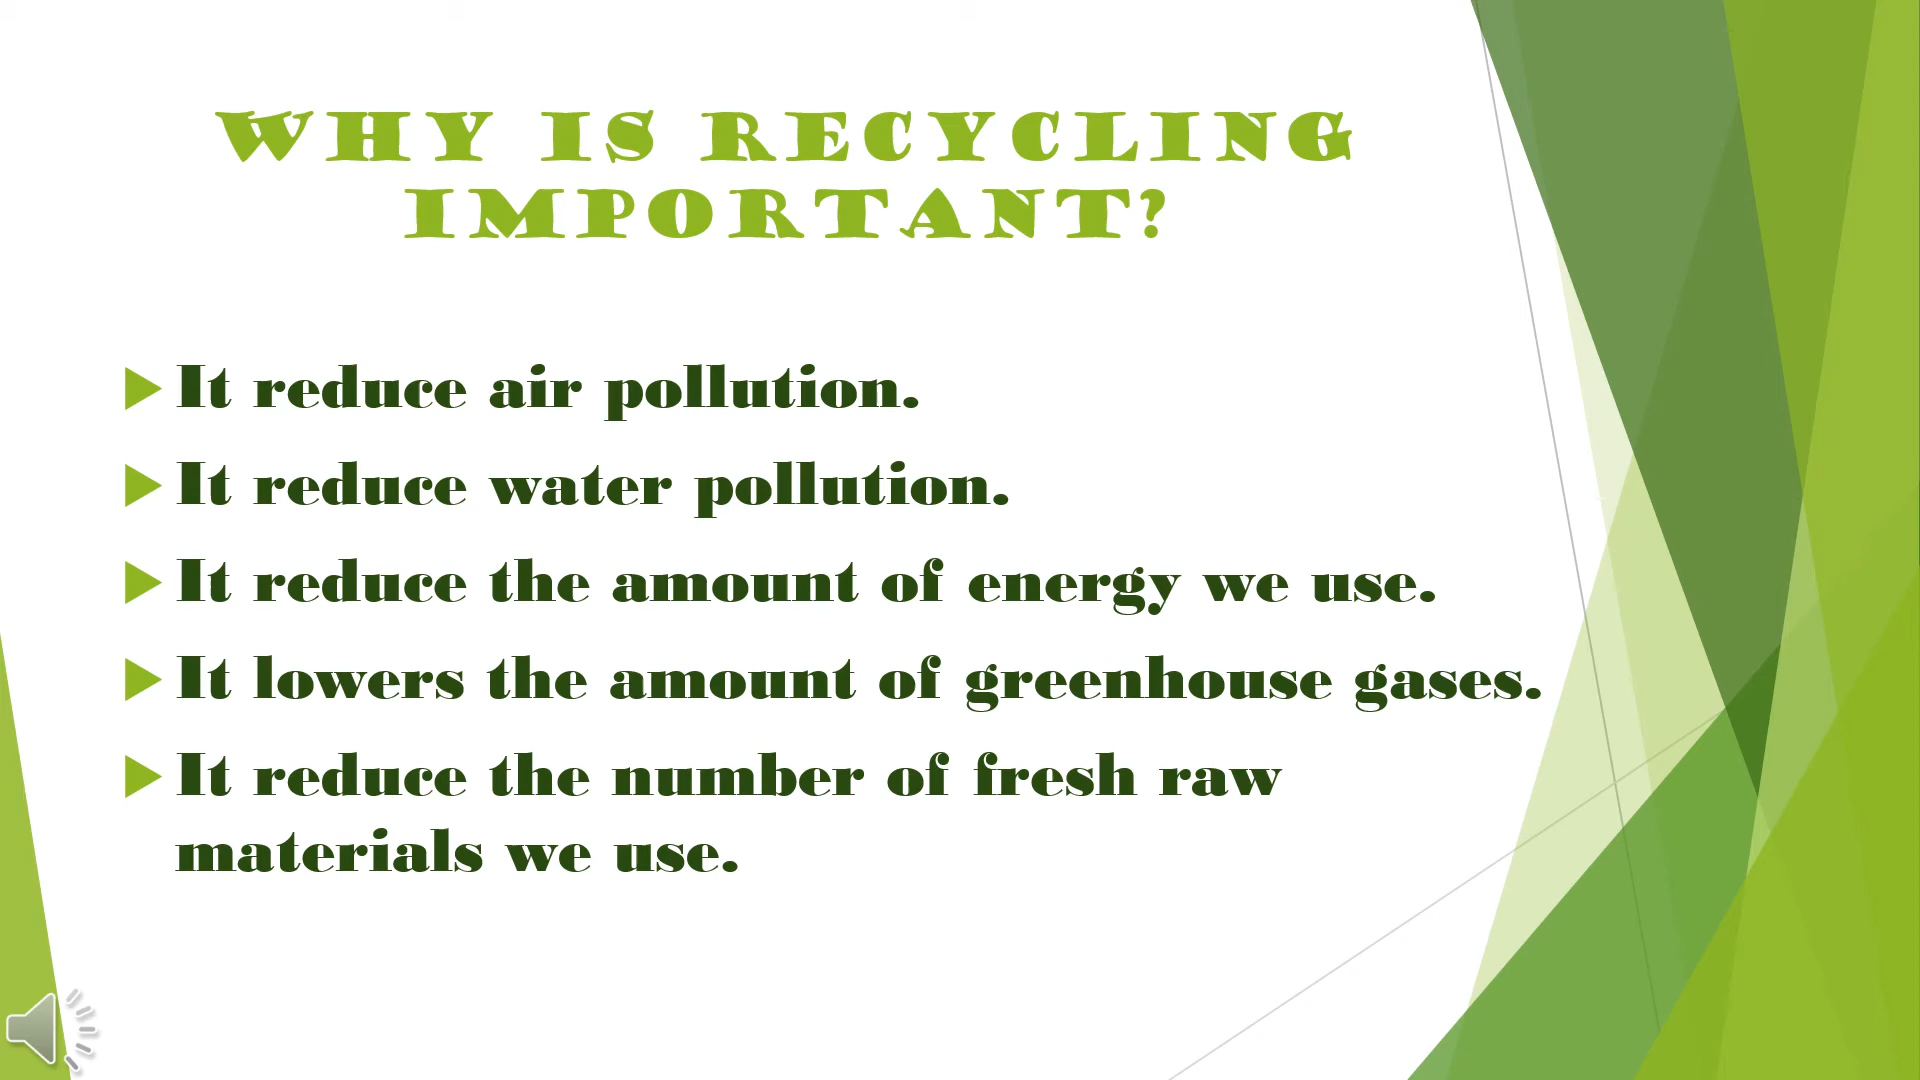 WHY IS RECYCLING
IMPORTANT?
It reduce air pollution.
It reduce water pollution.
It reduce the amount of energy we use.
It lowers the amount of greenhouse gases.
It reduce the number of fresh raw
materials we use.